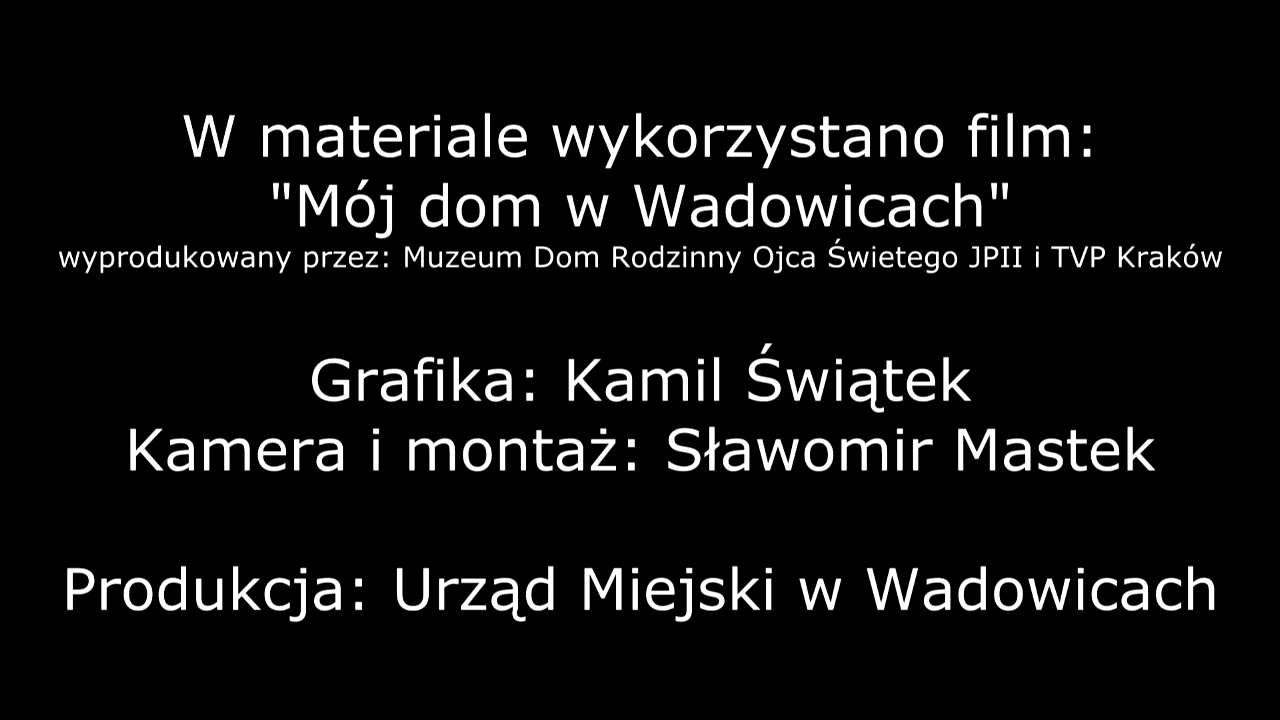 W materiale wykorzystano film:
"Mój dom w Wadowicach"
wyprodukowany przez: Muzeum Dom Rodzinny Ojca Świetego JPII i TVP Kraków
Grafika: Kamil Świątek
Kamera i montaż: Sławomir Mastek
Produkcja: Urząd Miejski w Wadowicach